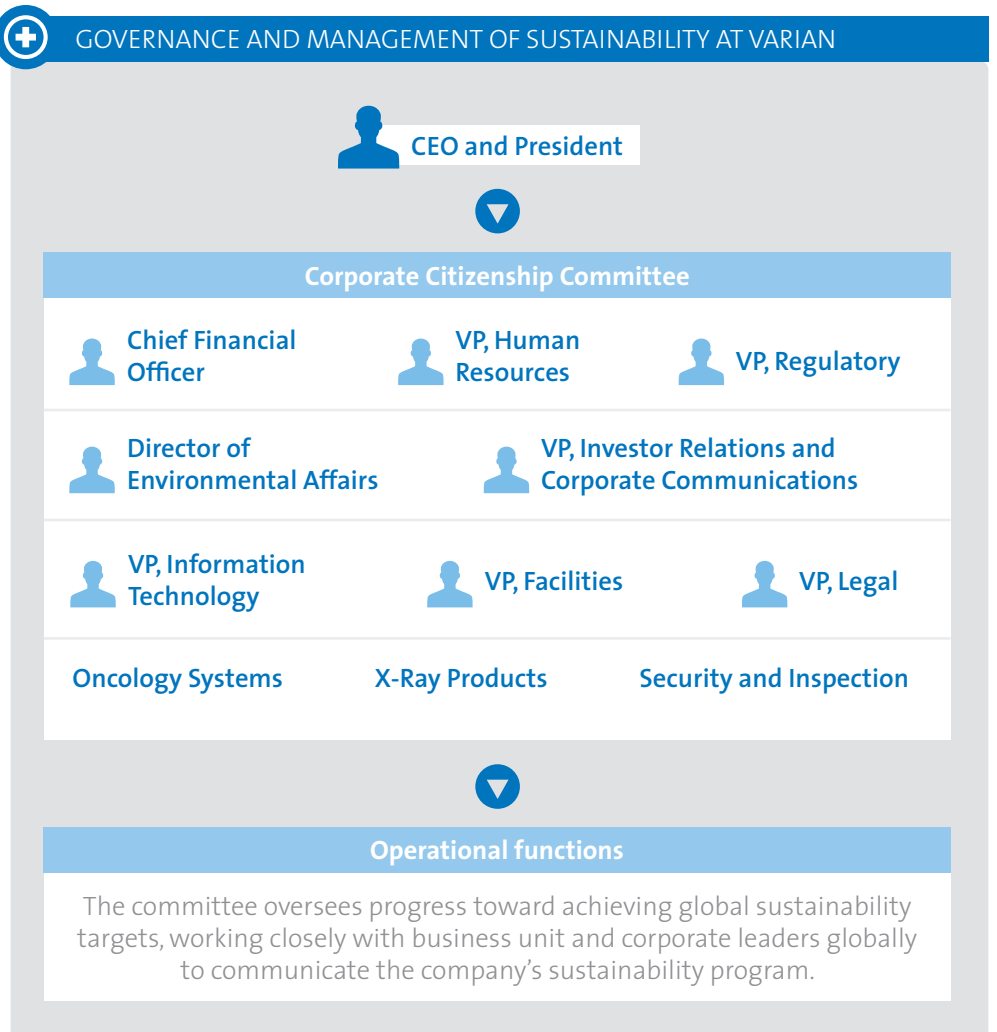 GOVERNANCE AND MANAGEMENT OF SUSTAINABILITY AT VARIAN
CEO and President
Corporate Citizenship Committee
Chief Financial
Officer
VP, Human
Resources
VP, Regulatory
Director of
Environmental Affairs
VP, Investor Relations and
Corporate Communications
VP, Information
Technology
VP, Facilities
VP, Legal
Oncology Systems
X-Ray Products
Security and Inspection
Operational functions
The committee oversees progress toward achieving global sustainability
targets, working closely with business unit and corporate leaders globally
to communicate the company’s sustainability program.